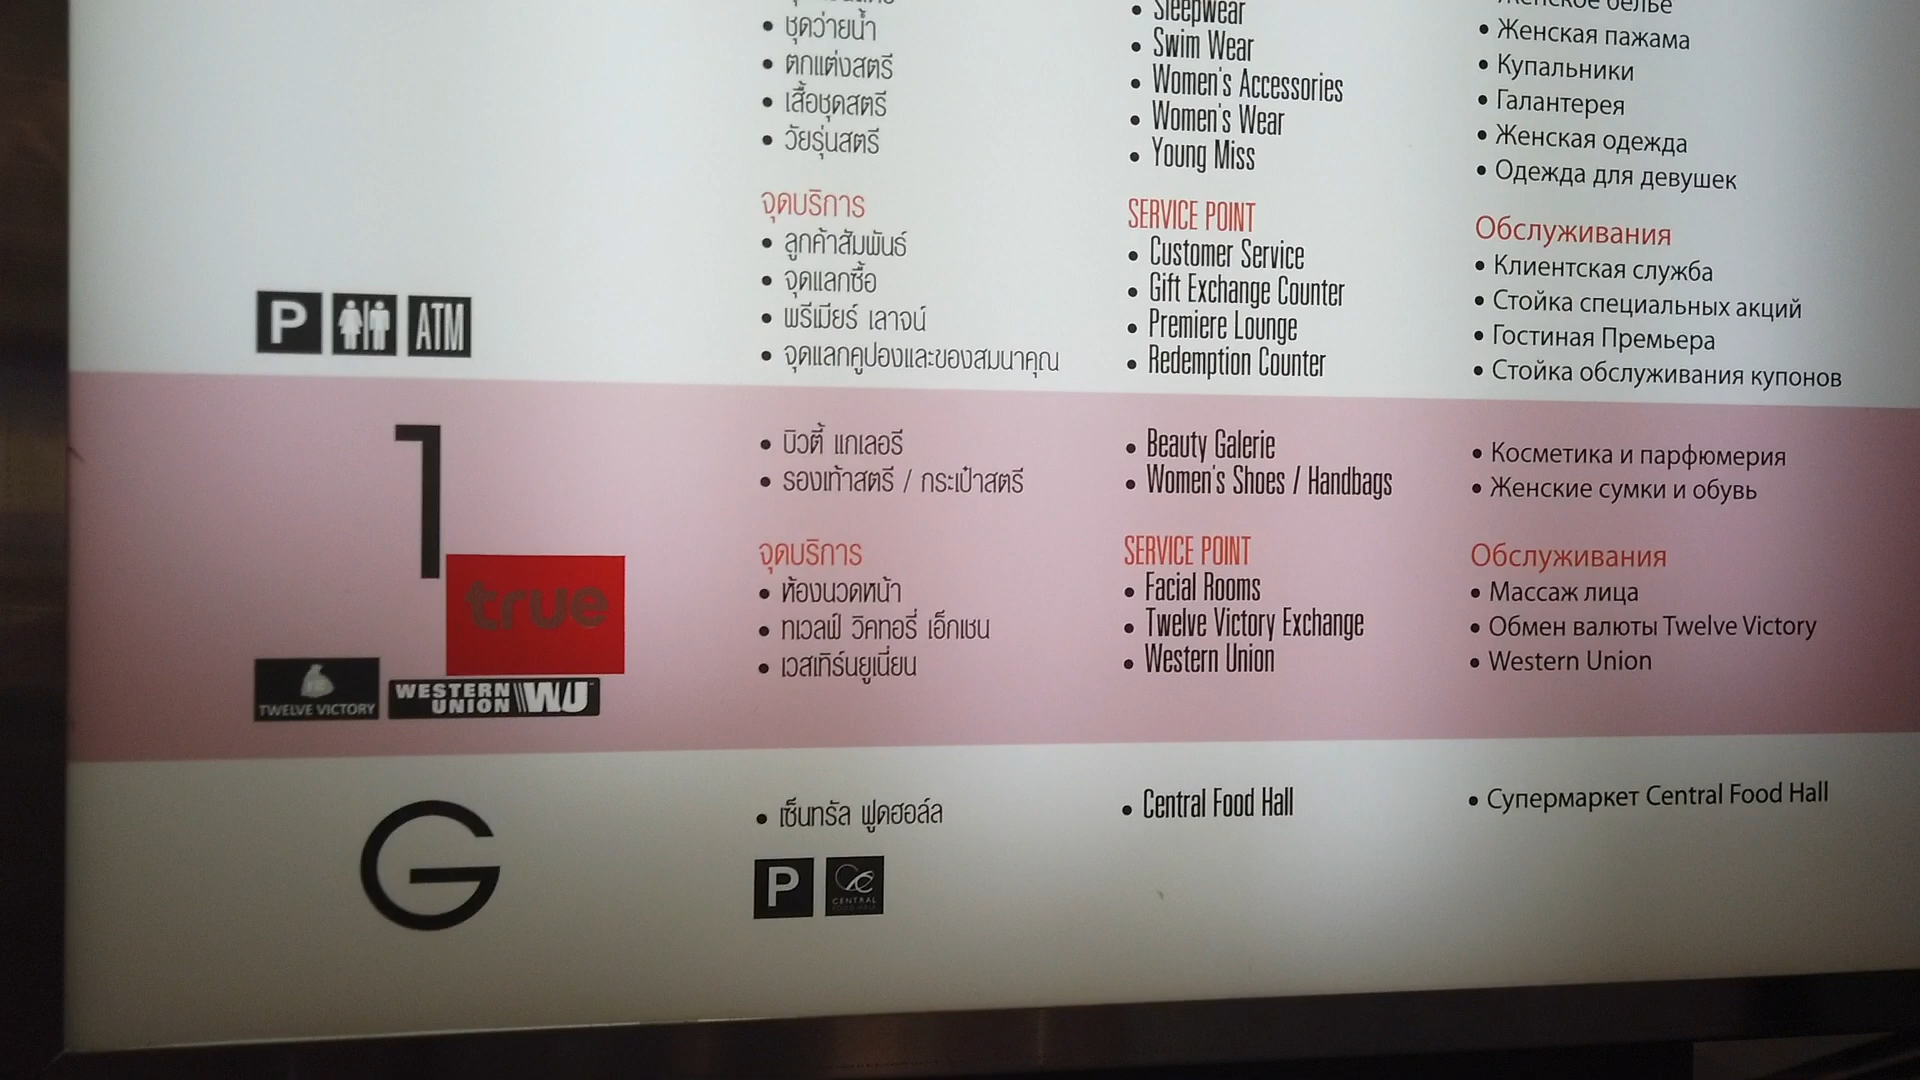 • ชุดว่ายน้ำ
• ตกแต่งสตรี
• เสื้อชุดสตรี
• วัยรุ่นสตรี
จุดบริการ
• ลูกค้าสัมพันธ์
• จุดแลกซื้อ
• พรีเมียร์ เลาจน์
• จุดแลกคูปองและของสมนาคุณ
• Sleepwear
• Swim Wear
• Women's Accessories
• Women's Wear
• Young Miss
SERVICE POINT
• Customer Service
• Gift Exchange Counter
• Premiere Lounge
• Redemption Counter
Женское белье
• Женская пажама
• Купальники
• Галантерея
• Женская одежда
• Одежда для девушек
Обслуживания
• Клиентская служба
• Стойка специальных акций
• Гостиная Премьера
• Стойка обслуживания купонов
P ATM
1
true
TWELVE VICTORY
WESTERN UNION WU
• บิวตี้ แกเลอรี
• รองเท้าสตรี / กระเป๋าสตรี
จุดบริการ
• ห้องนวดหน้า
• ทเวลฟ์ วิคทอรี่ เอ็กเชน
• เวสเทิร์นยูเนี่ยน
• Beauty Galerie
• Women's Shoes / Handbags
SERVICE POINT
• Facial Rooms
• Twelve Victory Exchange
• Western Union
• Косметика и парфюмерия
• Женские сумки и обувь
Обслуживания
• Массаж лица
• Обмен валюты Twelve Victory
• Western Union
G
• เซ็นทรัล ฟูดฮอล์ล
P
CENTRAL
• Central Food Hall
• Супермаркет Central Food Hall